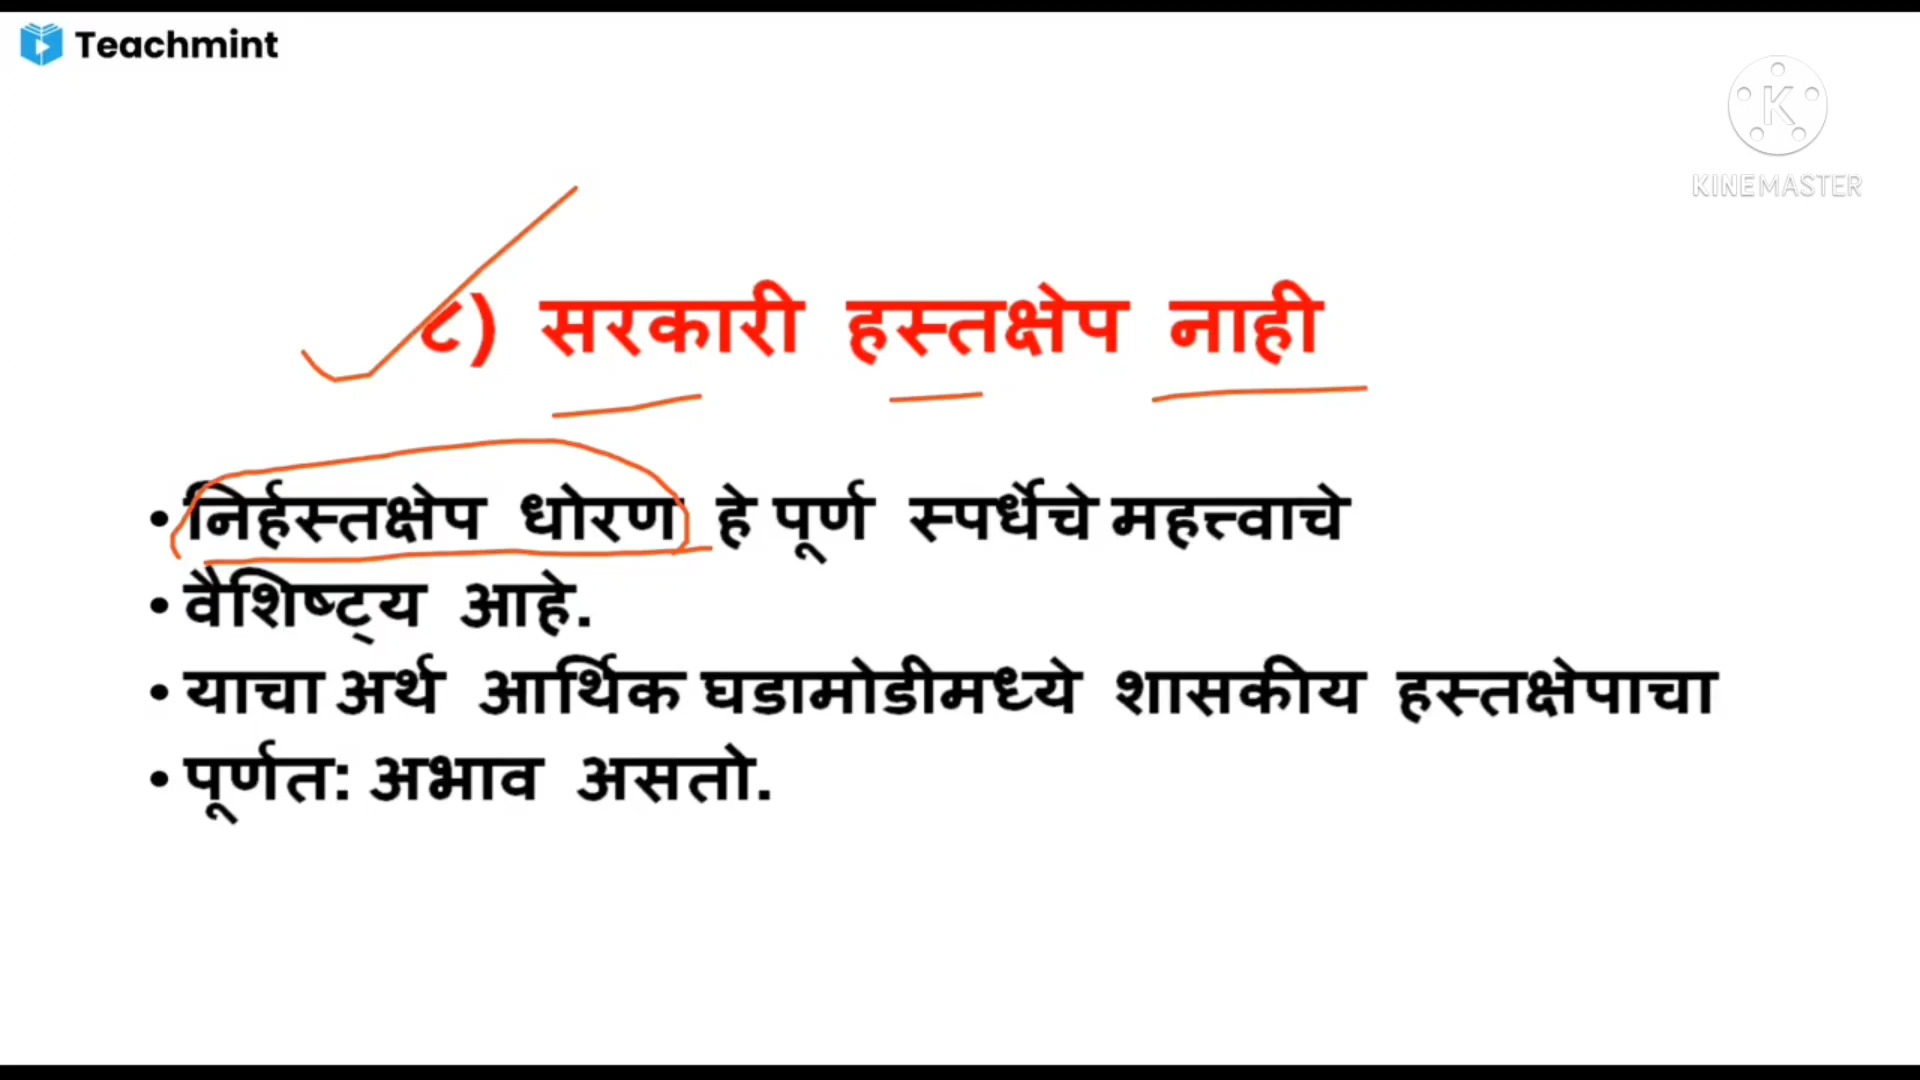 Teachmint
KINEMASTER
८) सरकारी हस्तक्षेप नाही
• निर्हस्तक्षेप धोरण हे पूर्ण स्पर्धेचे महत्त्वाचे
• वैशिष्ट्य आहे.
• याचा अर्थ आर्थिक घडामोडीमध्ये शासकीय हस्तक्षेपाचा
• पूर्णत: अभाव असतो.